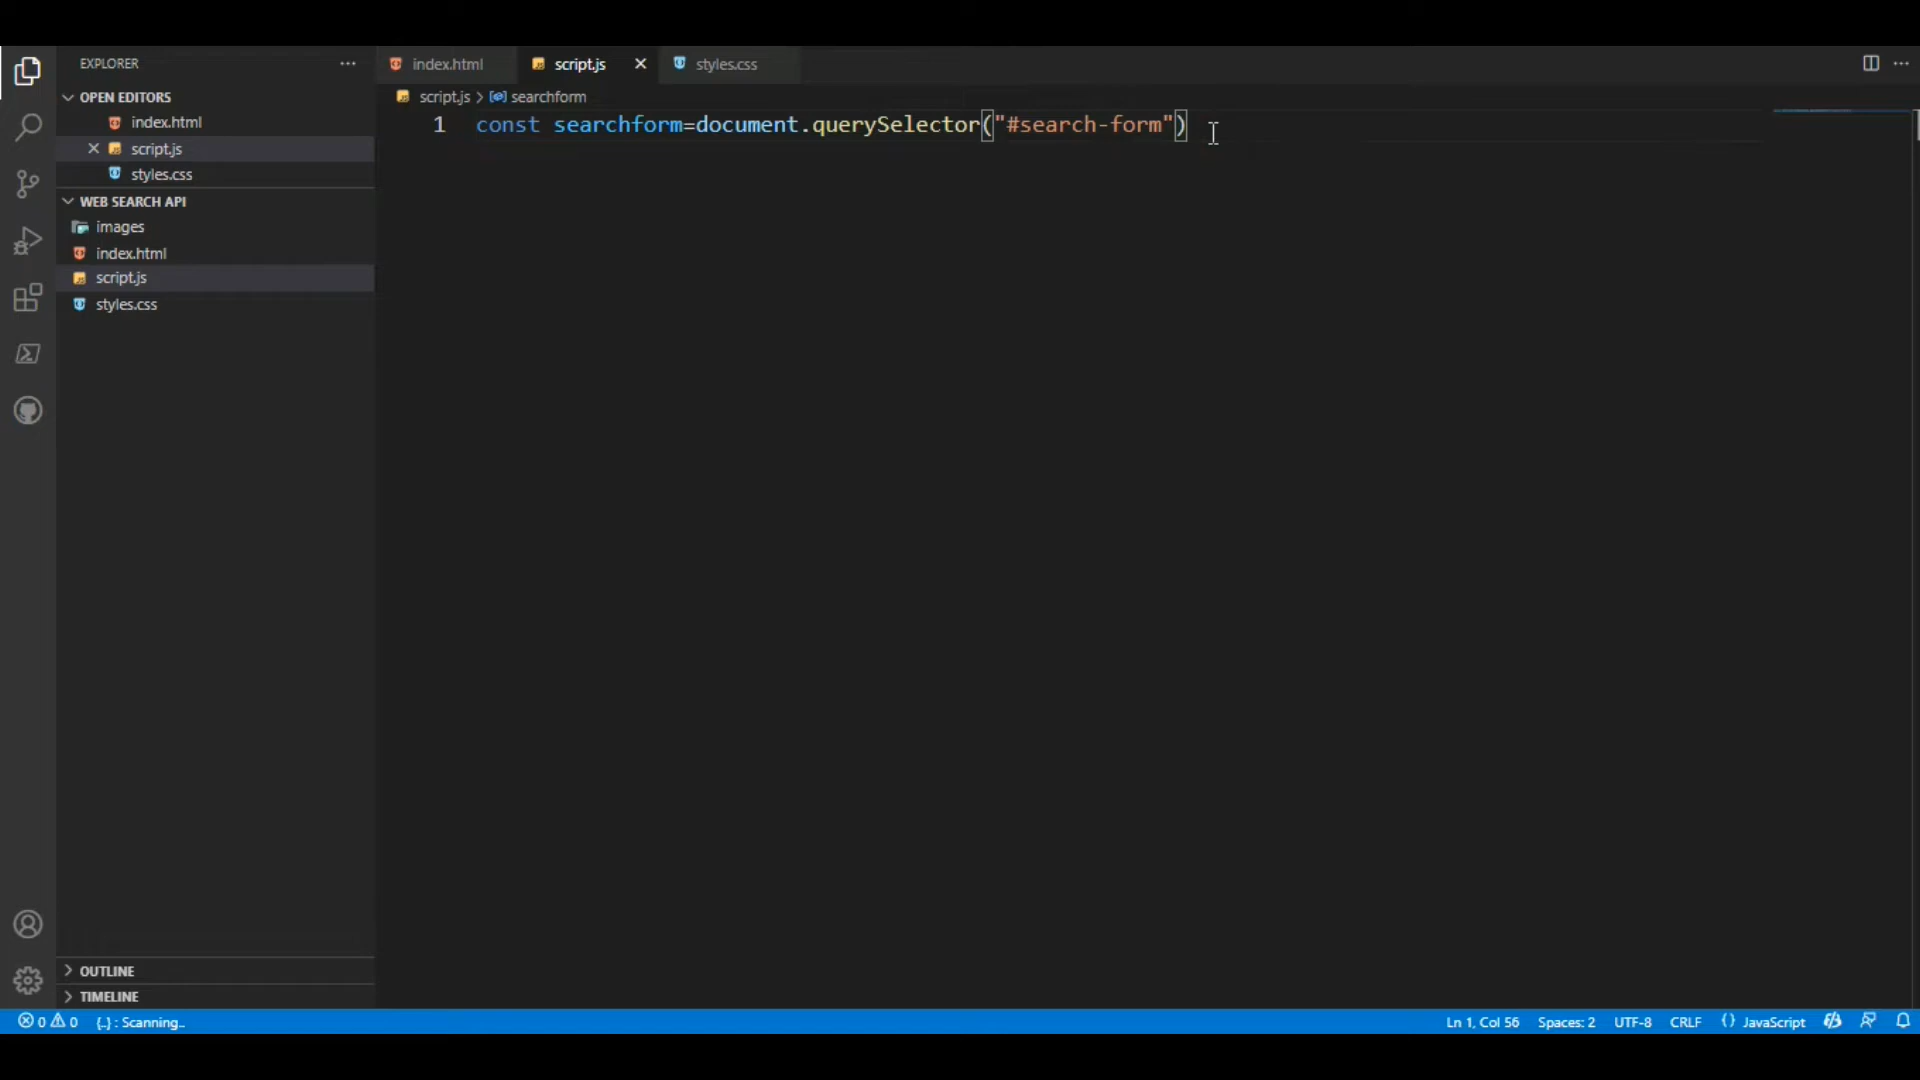 EXPLORER
index.html
script.js
styles.css
OPEN EDITORS
script.js > searchform
index.html
1 const searchform=document.querySelector("#search-form")
script.js
styles.css
WEB SEARCH API
images
index.html
script.js
styles.css
OUTLINE
TIMELINE
0 0 {..} : Scanning.. Ln 1, Col 56 Spaces: 2 UTF-8 CRLF {} JavaScript